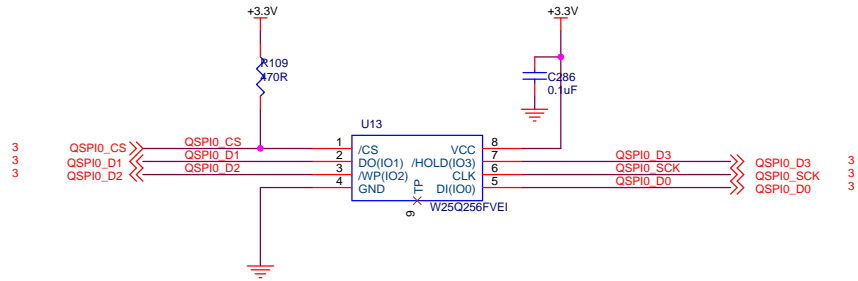 +3.3V
+3.3V
R109
470R
C286
0.1uF
U13
3
QSPI0_CS
QSPI0_CS
1
/CS
VCC
8
3
QSPI0_D1
QSPI0_D1
2
DO(IO1)
/HOLD(IO3)
7
QSPI0_D3
QSPI0_D3
3
3
QSPI0_D2
QSPI0_D2
3
/WP(IO2)
CLK
6
QSPI0_SCK
QSPI0_SCK
3
4
GND
DI(IO0)
5
QSPI0_D0
QSPI0_D0
3
TP
9
W25Q256FVEI